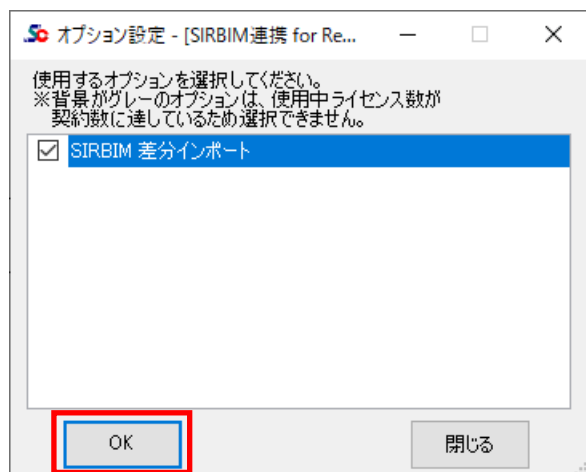 Sc オプション設定 - [SIRBIM連携 for Re...
使用するオプションを選択してください。
※背景がグレーのオプションは、使用中ライセンス数が
契約数に達しているため選択できません。
SIRBIM 差分インポート
OK 閉じる